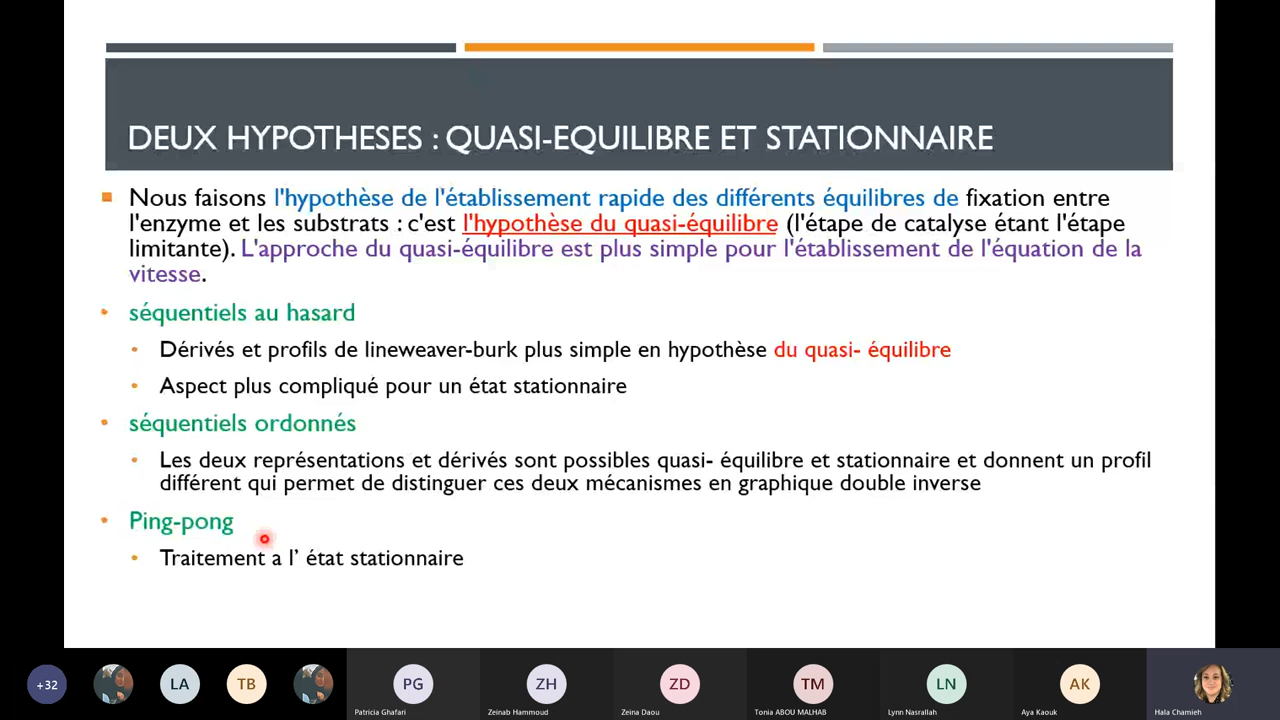 DEUX HYPOTHESES : QUASI-EQUILIBRE ET STATIONNAIRE
Nous faisons l'hypothèse de l'établissement rapide des différents équilibres de fixation entre
l'enzyme et les substrats : c'est l'hypothèse du quasi-équilibre (l'étape de catalyse étant l'étape
limitante). L'approche du quasi-équilibre est plus simple pour l'établissement de l'équation de la
vitesse.
séquentiels au hasard
Dérivés et profils de lineweaver-burk plus simple en hypothèse du quasi- équilibre
Aspect plus compliqué pour un état stationnaire
séquentiels ordonnés
Les deux représentations et dérivés sont possibles quasi- équilibre et stationnaire et donnent un profil
différent qui permet de distinguer ces deux mécanismes en graphique double inverse
Ping-pong
Traitement a l' état stationnaire
+32
LA
TB
PG
ZH
ZD
TM
LN
AK
Patricia Ghafari
Zeinab Hammoud
Zeina Daou
Tonia ABOU MALHAB
Lynn Nasrallah
Aya Kaouk
Hala Chamieh